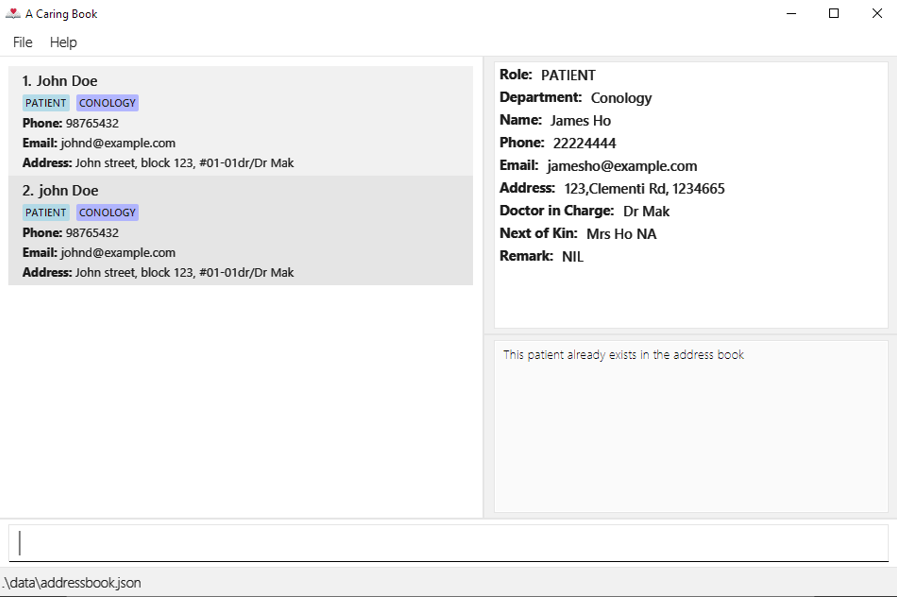 A Caring Book
File Help
1. John Doe
PATIENT CONOLOGY
Phone: 98765432
Email: johnd@example.com
Address: John street, block 123, #01-01dr/Dr Mak
2. john Doe
PATIENT CONOLOGY
Phone: 98765432
Email: johnd@example.com
Address: John street, block 123, #01-01dr/Dr Mak
Role: PATIENT
Department: Conology
Name: James Ho
Phone: 22224444
Email: jamesho@example.com
Address: 123,Clementi Rd, 1234665
Doctor in Charge: Dr Mak
Next of Kin: Mrs Ho NA
Remark: NIL
This patient already exists in the address book
.\data\addressbook.json